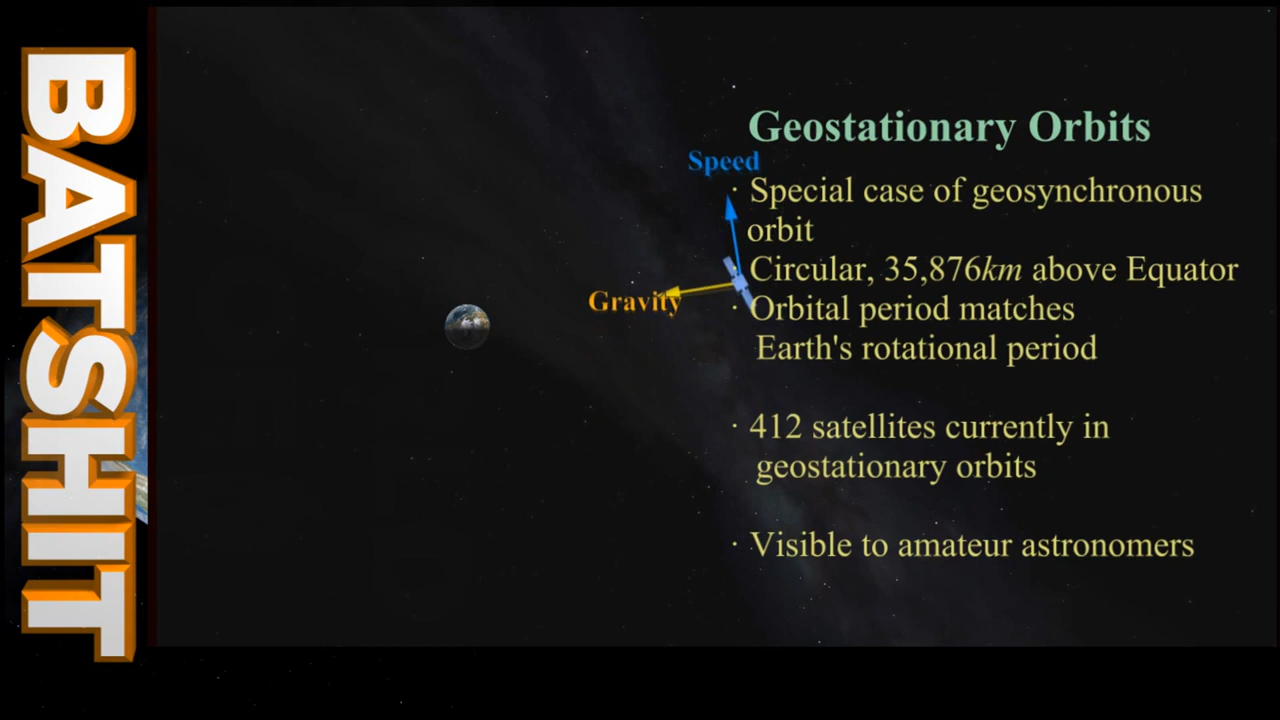 BATSHIT
Geostationary Orbits
Speed
· Special case of geosynchronous
orbit
Circular, 35,876km above Equator
Gravity
· Orbital period matches
Earth's rotational period
· 412 satellites currently in
geostationary orbits
· Visible to amateur astronomers